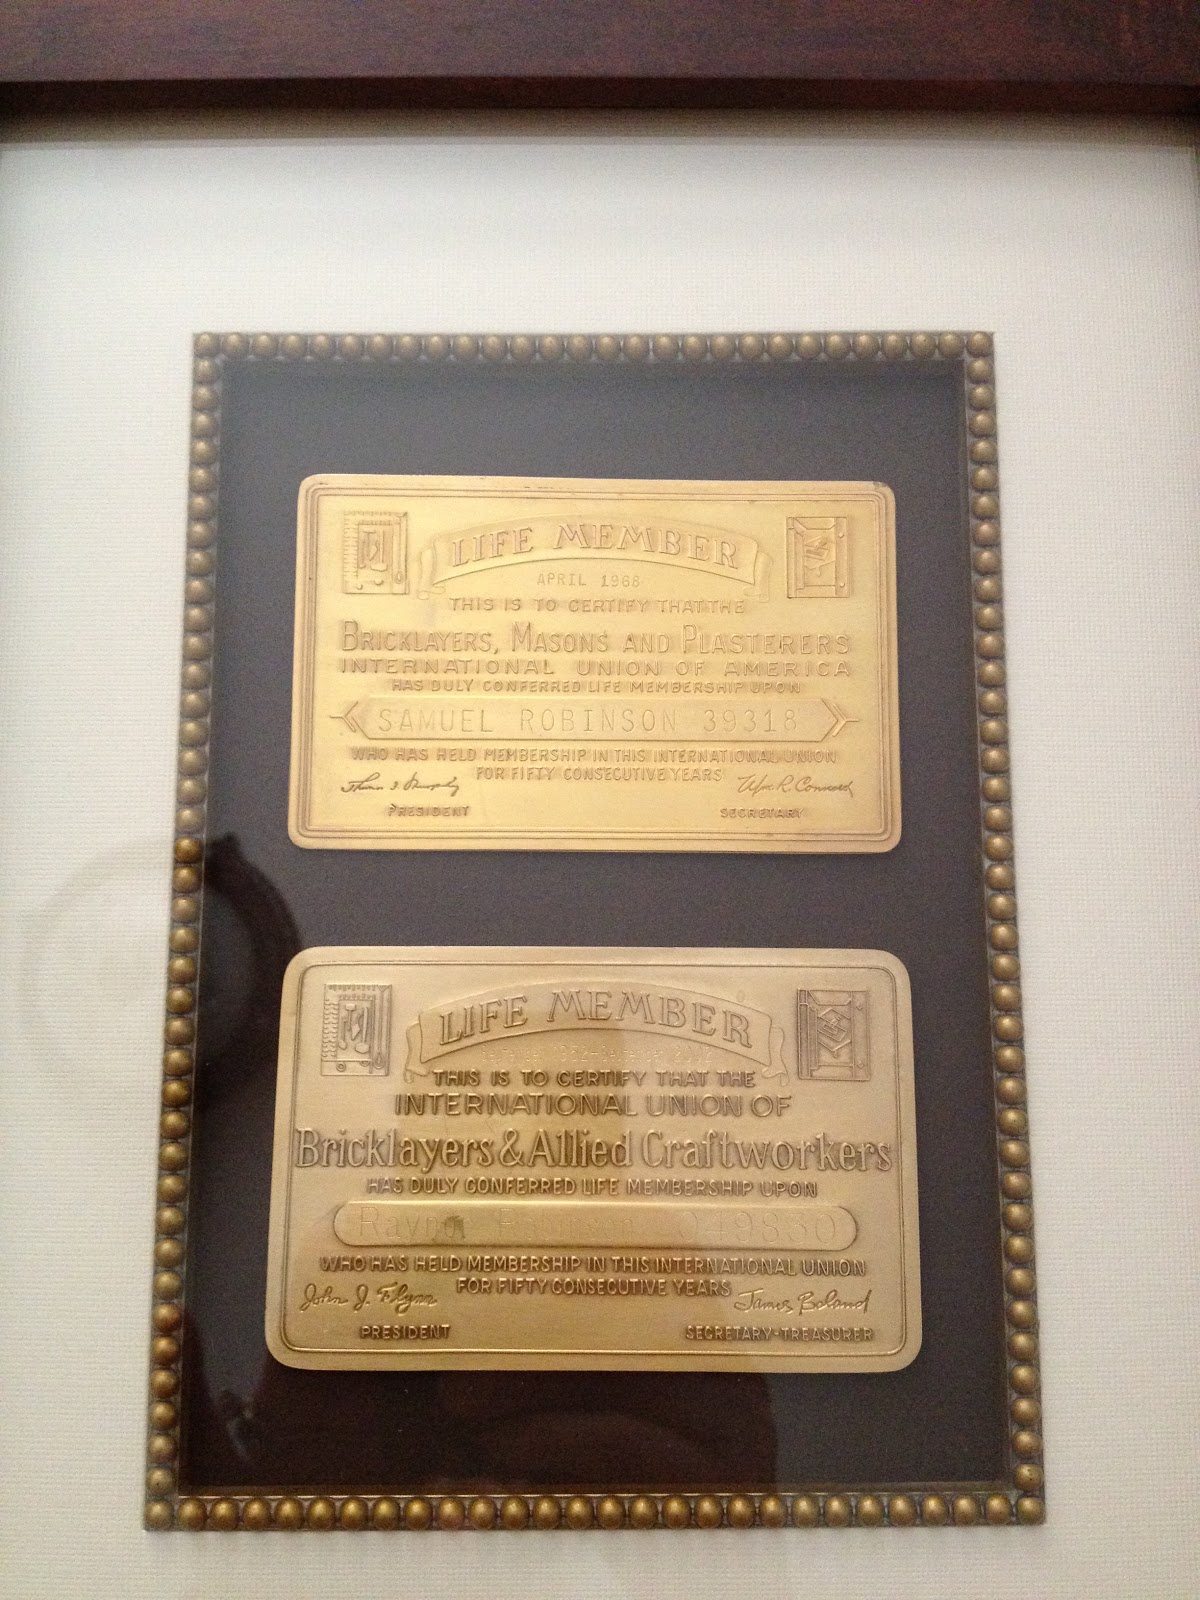 LIFE MEMBER
APRIL 1968
THIS IS TO CERTIFY THAT THE
BRICKLAYERS, MASONS AND PLASTERERS
INTERNATIONAL UNION OF AMERICA
HAS DULY CONFERRED LIFE MEMBERSHIP UPON
SAMUEL ROBINSON 39318
WHO HAS HELD MEMBERSHIP IN THIS INTERNATIONAL UNION
FOR FIFTY CONSECUTIVE YEARS
PRESIDENT
SECRETARY
LIFE MEMBER
THIS IS TO CERTIFY THAT THE
INTERNATIONAL UNION OF
Bricklayers & Allied Craftworkers
HAS DULY CONFERRED LIFE MEMBERSHIP UPON
WHO HAS HELD MEMBERSHIP IN THIS INTERNATIONAL UNION
FOR FIFTY CONSECUTIVE YEARS
John J. Flynn
James Boland
PRESIDENT
SECRETARY-TREASURER